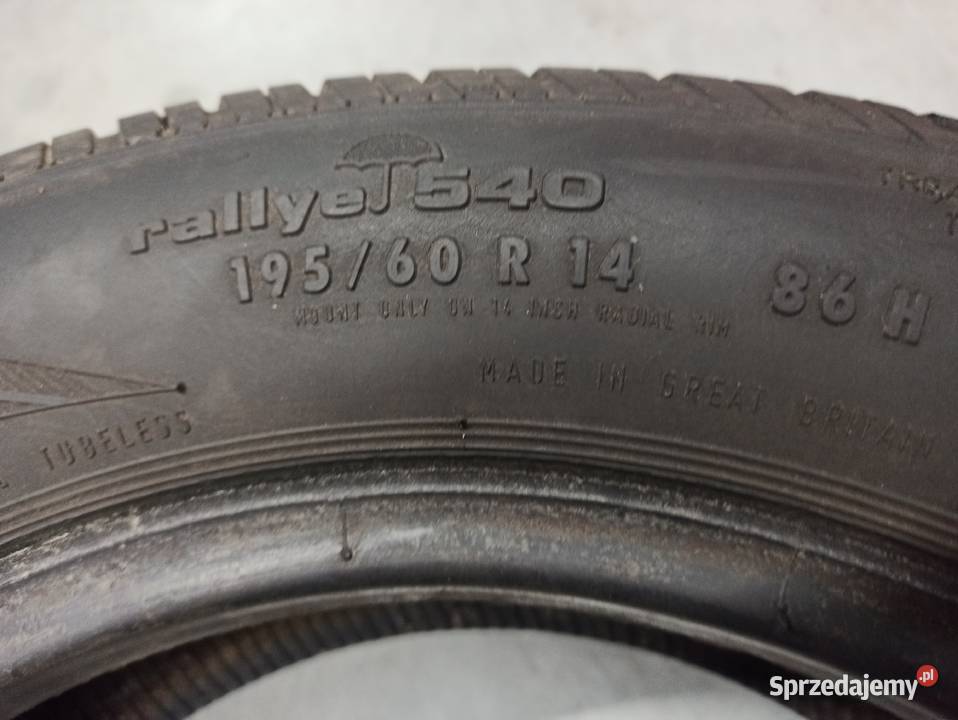 rallye 540
195/60 R 14 86 H
MOUNT ONLY ON 14 INCH RADIAL RIM
MADE IN GREAT BRITAIN
TUBELESS
Sprzedajemy.pl